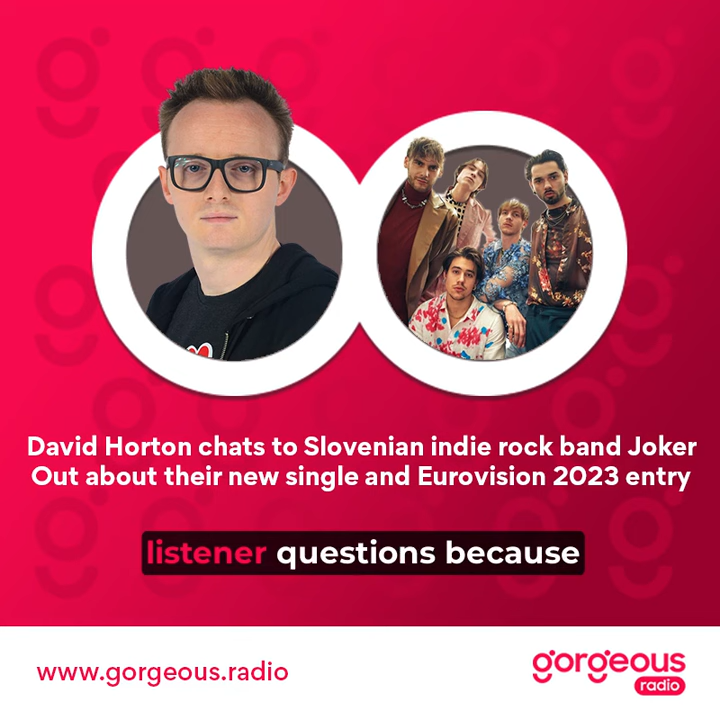 David Horton chats to Slovenian indie rock band Joker
Out about their new single and Eurovision 2023 entry
listener questions because
www.gorgeous.radio
gorgeous
radio